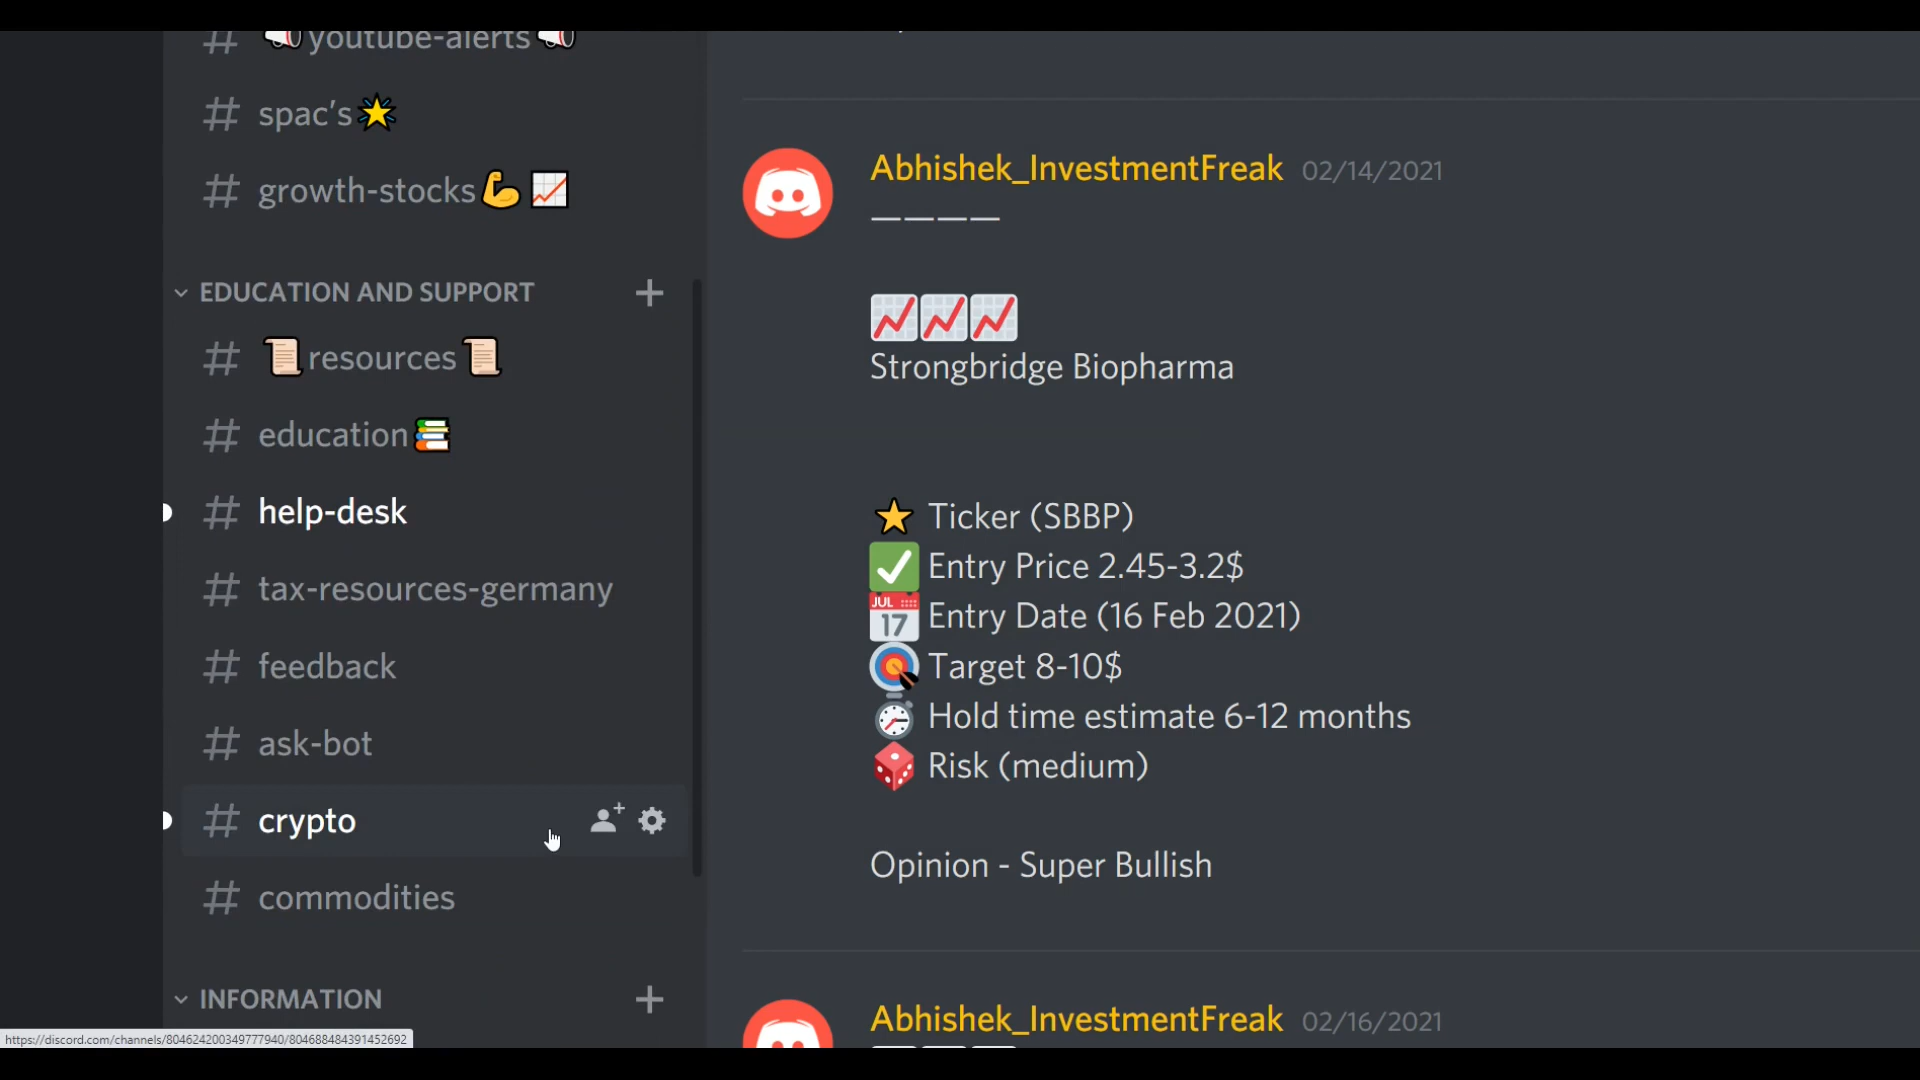 # 📢youtube-alerts📢
# spac’s🌟
# growth-stocks💪📈
EDUCATION AND SUPPORT
# 📜resources📜
# education📚
# help-desk
# tax-resources-germany
# feedback
# ask-bot
# crypto
# commodities
INFORMATION
https://discord.com/channels/804624200349777940/804688484391452692
Abhishek_InvestmentFreak 02/14/2021
————
📈📈📈
Strongbridge Biopharma
⭐ Ticker (SBBP)
✅ Entry Price 2.45-3.2$
📅 Entry Date (16 Feb 2021)
🎯 Target 8-10$
⏱ Hold time estimate 6-12 months
🎲 Risk (medium)
Opinion - Super Bullish
Abhishek_InvestmentFreak 02/16/2021